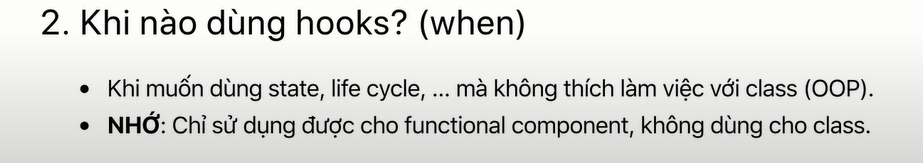 2. Khi nào dùng hooks? (when)
• Khi muốn dùng state, life cycle, ... mà không thích làm việc với class (OOP).
• NHỚ: Chỉ sử dụng được cho functional component, không dùng cho class.